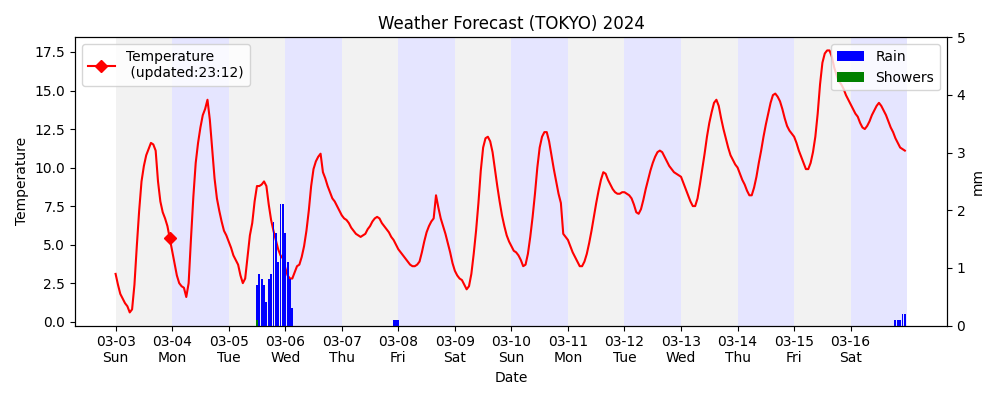 Weather Forecast (TOKYO) 2024
Temperature
(updated:23:12)
Rain
Showers
17.5
15.0
12.5
10.0
7.5
5.0
2.5
0.0
Temperature
5
4
3
2
1
0
mm
03-03 03-04 03-05 03-06 03-07 03-08 03-09 03-10 03-11 03-12 03-13 03-14 03-15 03-16
Sun Mon Tue Wed Thu Fri Sat Sun Mon Tue Wed Thu Fri Sat
Date